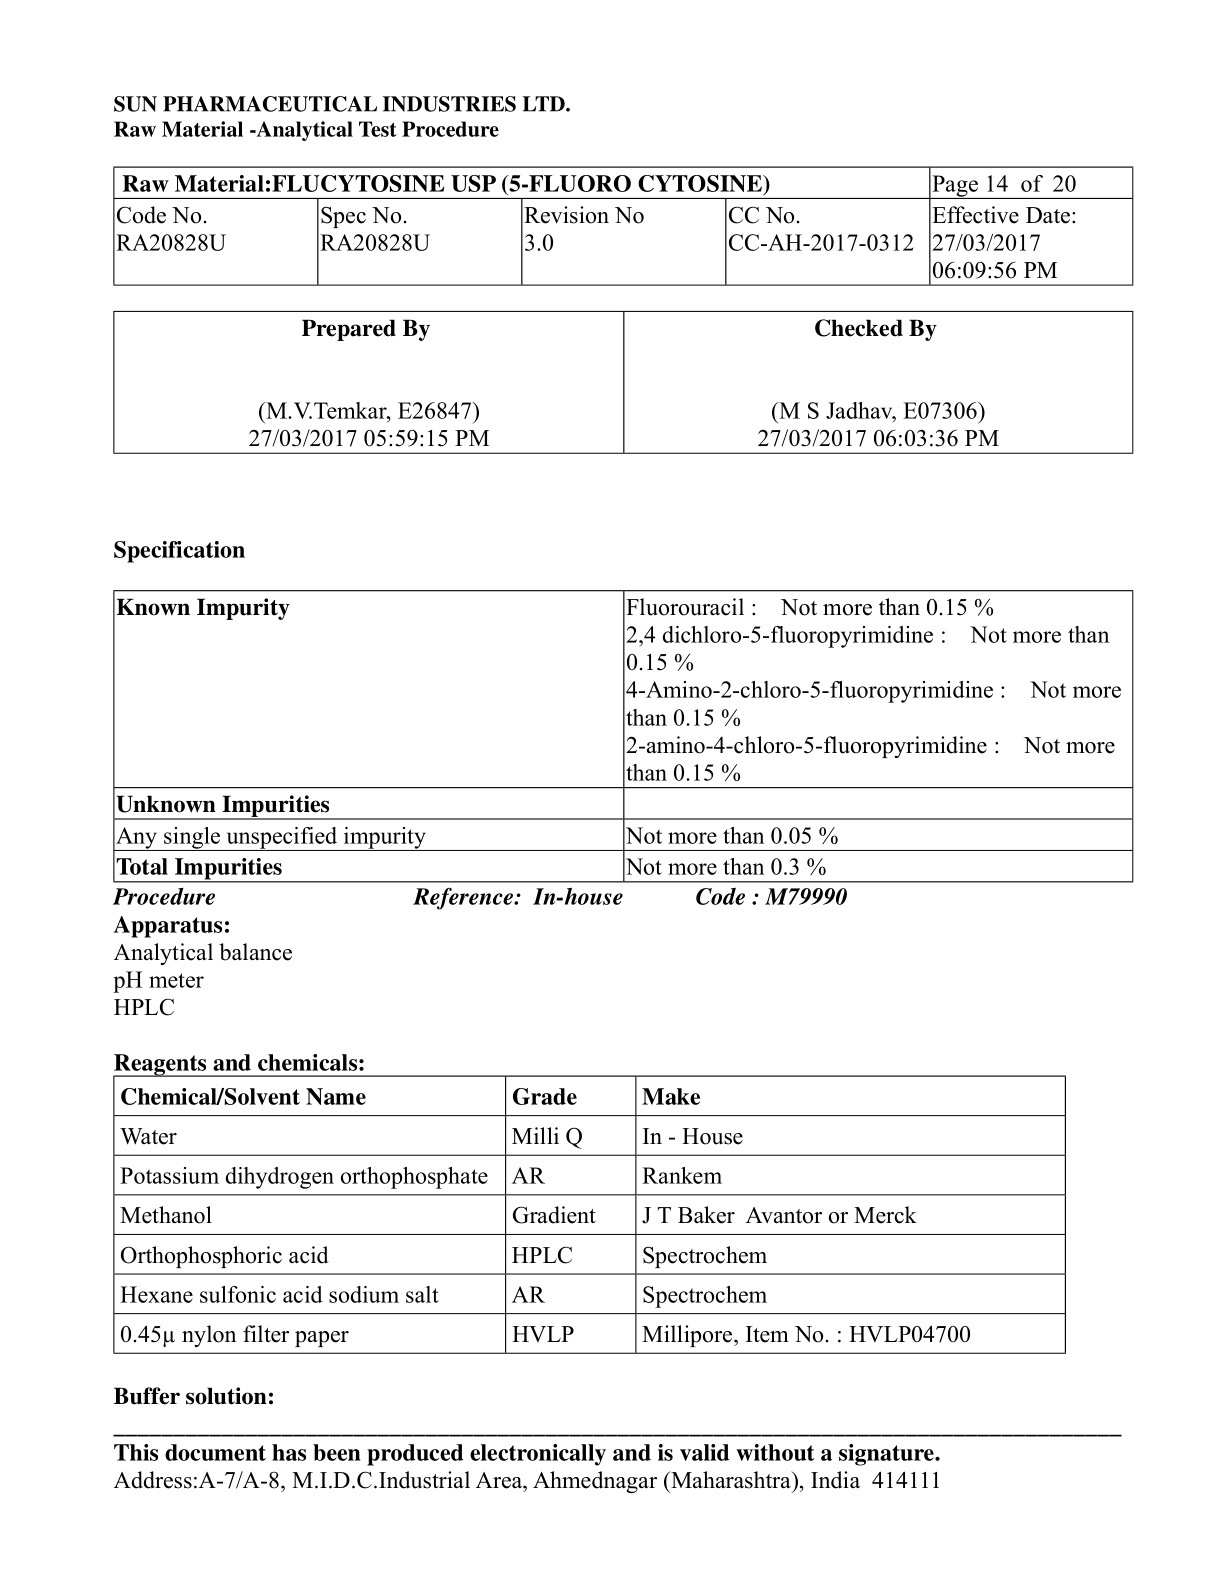 SUN PHARMACEUTICAL INDUSTRIES LTD.
Raw Material -Analytical Test Procedure
Raw Material:FLUCYTOSINE USP (5-FLUORO CYTOSINE) Page 14 of 20
Code No. Spec No. Revision No CC No. Effective Date:
RA20828U RA20828U 3.0 CC-AH-2017-0312 27/03/2017
06:09:56 PM
Prepared By Checked By
(M.V.Temkar, E26847) (M S Jadhav, E07306)
27/03/2017 05:59:15 PM 27/03/2017 06:03:36 PM
Specification
Known Impurity Fluorouracil : Not more than 0.15 %
2,4 dichloro-5-fluoropyrimidine : Not more than
0.15 %
4-Amino-2-chloro-5-fluoropyrimidine : Not more
than 0.15 %
2-amino-4-chloro-5-fluoropyrimidine : Not more
than 0.15 %
Unknown Impurities
Any single unspecified impurity Not more than 0.05 %
Total Impurities Not more than 0.3 %
Procedure Reference: In-house Code : M79990
Apparatus:
Analytical balance
pH meter
HPLC
Reagents and chemicals:
Chemical/Solvent Name Grade Make
Water Milli Q In - House
Potassium dihydrogen orthophosphate AR Rankem
Methanol Gradient J T Baker Avantor or Merck
Orthophosphoric acid HPLC Spectrochem
Hexane sulfonic acid sodium salt AR Spectrochem
0.45µ nylon filter paper HVLP Millipore, Item No. : HVLP04700
Buffer solution:
This document has been produced electronically and is valid without a signature.
Address:A-7/A-8, M.I.D.C.Industrial Area, Ahmednagar (Maharashtra), India 414111